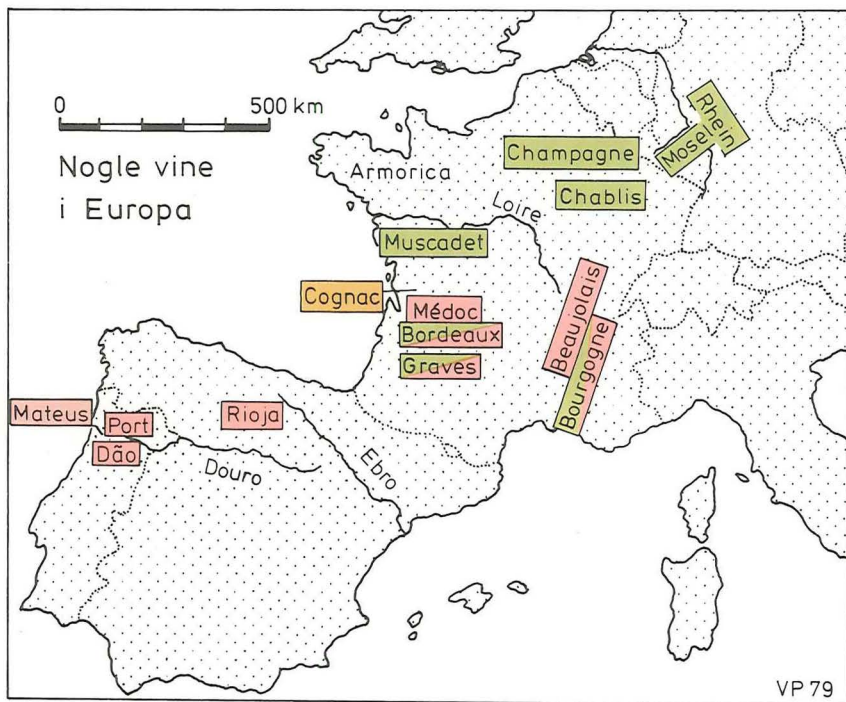 0 500 km
Nogle vine
i Europa
Armorica
Champagne
Mosel
Rhein
Chablis
Loire
Muscadet
Cognac
Médoc
Bordeaux
Graves
Beaujolais
Bourgogne
Mateus
Port
Dão
Rioja
Douro
Ebro
VP 79